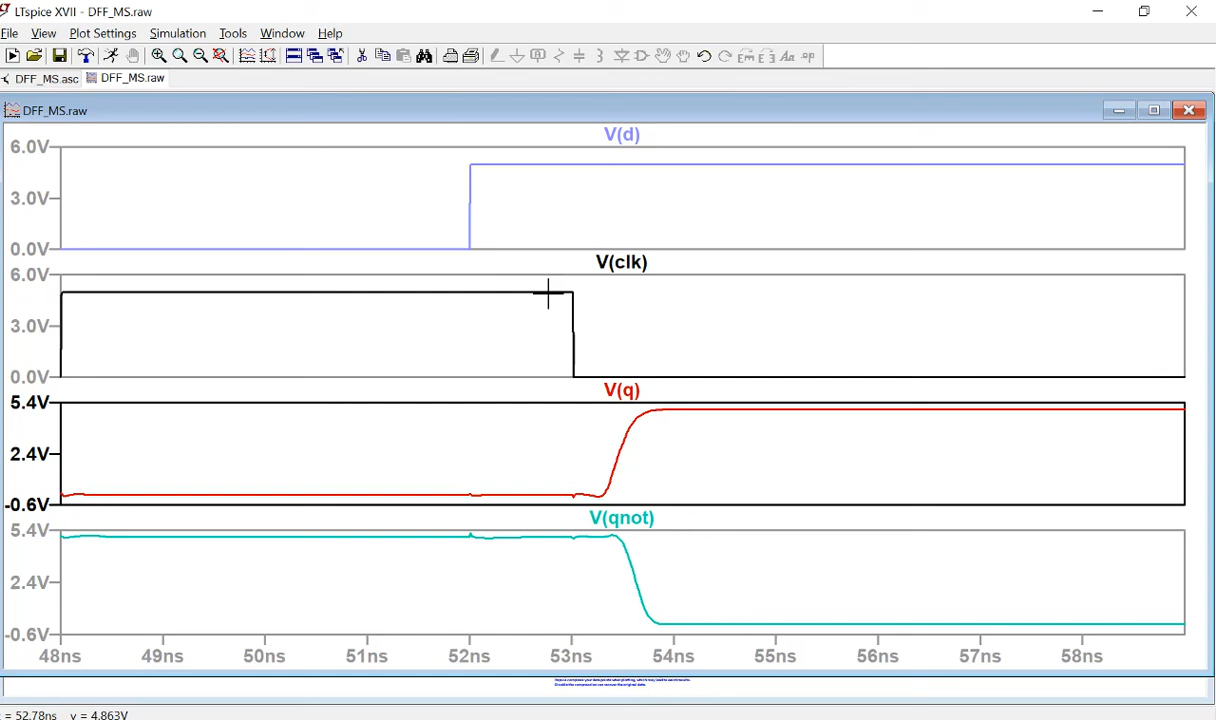 LTspice XVII - DFF_MS.raw
File View Plot Settings Simulation Tools Window Help
DFF_MS.asc DFF_MS.raw
DFF_MS.raw
V(d)
6.0V
3.0V
0.0V
V(clk)
6.0V
3.0V
0.0V
V(q)
5.4V
2.4V
-0.6V
V(qnot)
5.4V
2.4V
-0.6V
48ns 49ns 50ns 51ns 52ns 53ns 54ns 55ns 56ns 57ns 58ns
= 52.78ns y = 4.863V